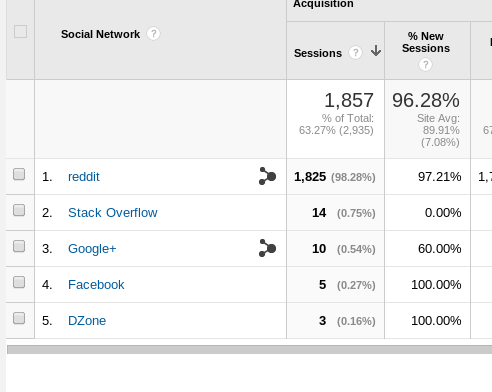 Acquisition
Social Network ?
Sessions ?
% New
Sessions
?
1,857
% of Total:
63.27% (2,935)
96.28%
Site Avg:
89.91%
(7.08%)
67
1. reddit 1,825 (98.28%) 97.21% 1,7
2. Stack Overflow 14 (0.75%) 0.00%
3. Google+ 10 (0.54%) 60.00%
4. Facebook 5 (0.27%) 100.00%
5. DZone 3 (0.16%) 100.00%